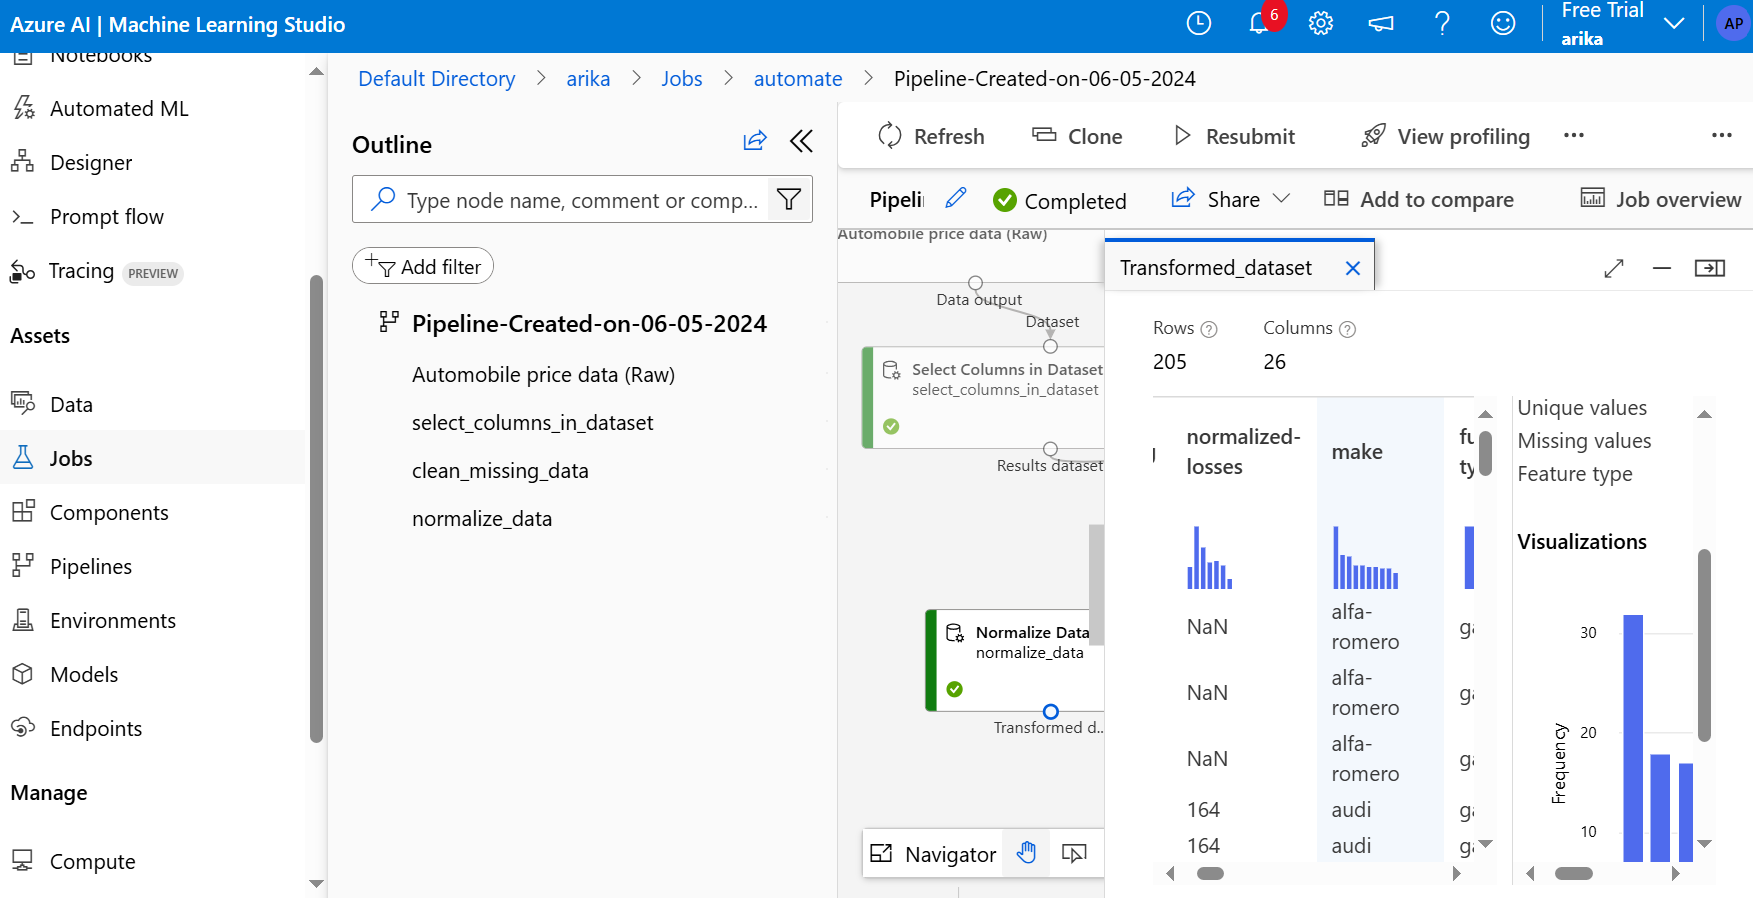 Azure AI | Machine Learning Studio
6
Free Trial
arika
AP
Notebooks
Automated ML
Designer
Prompt flow
Tracing PREVIEW
Assets
Data
Jobs
Components
Pipelines
Environments
Models
Endpoints
Manage
Compute
Default Directory > arika > Jobs > automate > Pipeline-Created-on-06-05-2024
Outline
Type node name, comment or comp...
Add filter
Pipeline-Created-on-06-05-2024
Automobile price data (Raw)
select_columns_in_dataset
clean_missing_data
normalize_data
Refresh
Clone
Resubmit
View profiling
Pipeli
Completed
Share
Add to compare
Job overview
Automobile price data (Raw)
Data output
Dataset
Select Columns in Dataset
select_columns_in_dataset
Results dataset
Normalize Data
normalize_data
Transformed d...
Navigator
Transformed_dataset
Rows
Columns
205
26
normalized-
losses
make
fu
ty
NaN
alfa-
romero
ga
NaN
alfa-
romero
ga
NaN
alfa-
romero
ga
164
audi
ga
164
audi
ga
Unique values
Missing values
Feature type
Visualizations
Frequency
30
20
10